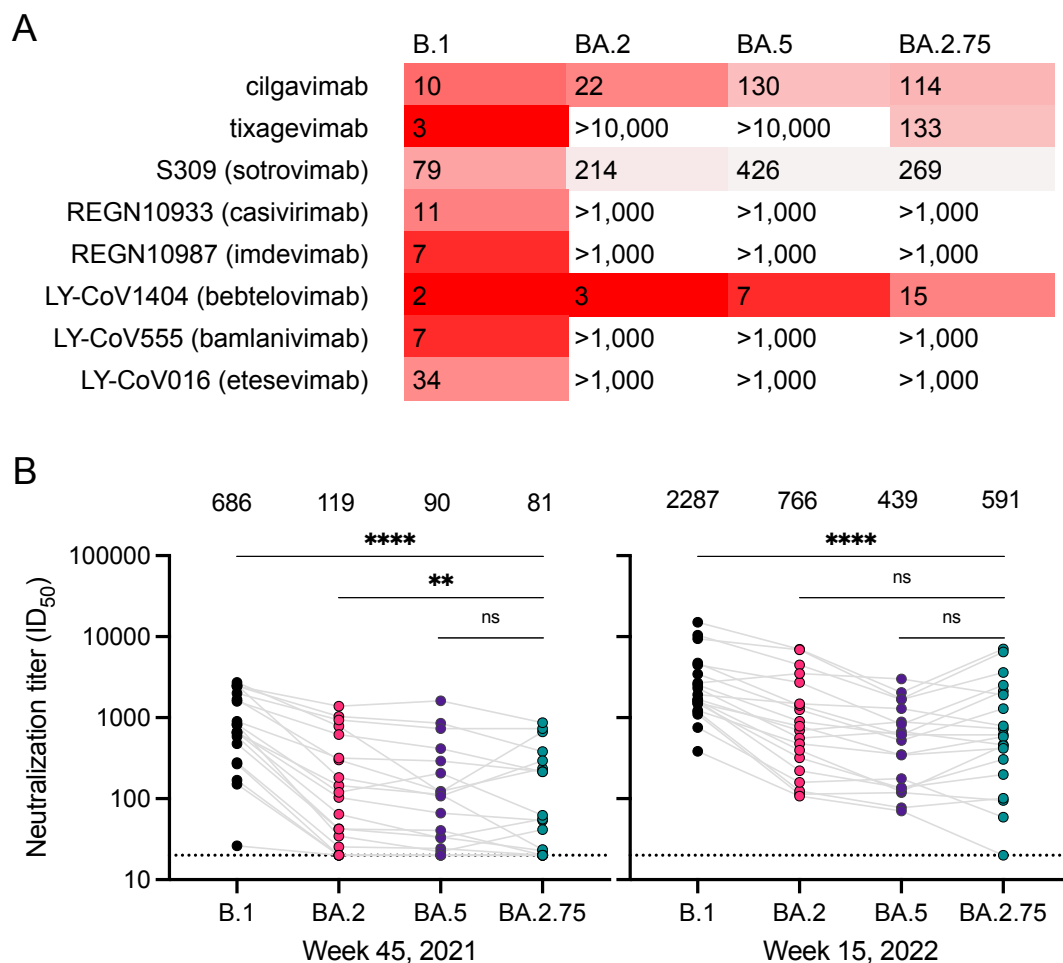 A
B.1 BA.2 BA.5 BA.2.75
cilgavimab 10 22 130 114
tixagevimab 3 >10,000 >10,000 133
S309 (sotrovimab) 79 214 426 269
REGN10933 (casivirimab) 11 >1,000 >1,000 >1,000
REGN10987 (imdevimab) 7 >1,000 >1,000 >1,000
LY-CoV1404 (bebtelovimab) 2 3 7 15
LY-CoV555 (bamlanivimab) 7 >1,000 >1,000 >1,000
LY-CoV016 (etesevimab) 34 >1,000 >1,000 >1,000
B
686 119 90 81 2287 766 439 591
**** ****
** ns
ns ns
Neutralization titer (ID50)
100000
10000
1000
100
10
B.1 BA.2 BA.5 BA.2.75 B.1 BA.2 BA.5 BA.2.75
Week 45, 2021 Week 15, 2022